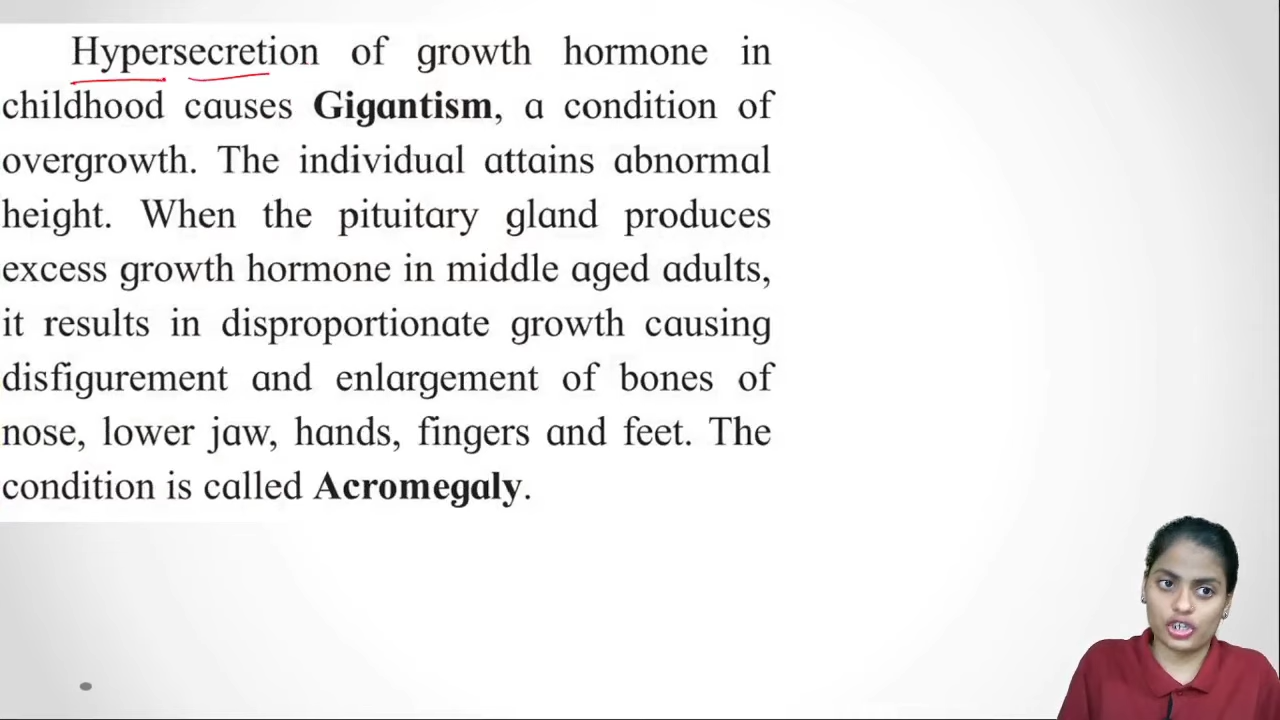 Hypersecretion of growth hormone in
childhood causes Gigantism, a condition of
overgrowth. The individual attains abnormal
height. When the pituitary gland produces
excess growth hormone in middle aged adults,
it results in disproportionate growth causing
disfigurement and enlargement of bones of
nose, lower jaw, hands, fingers and feet. The
condition is called Acromegaly.